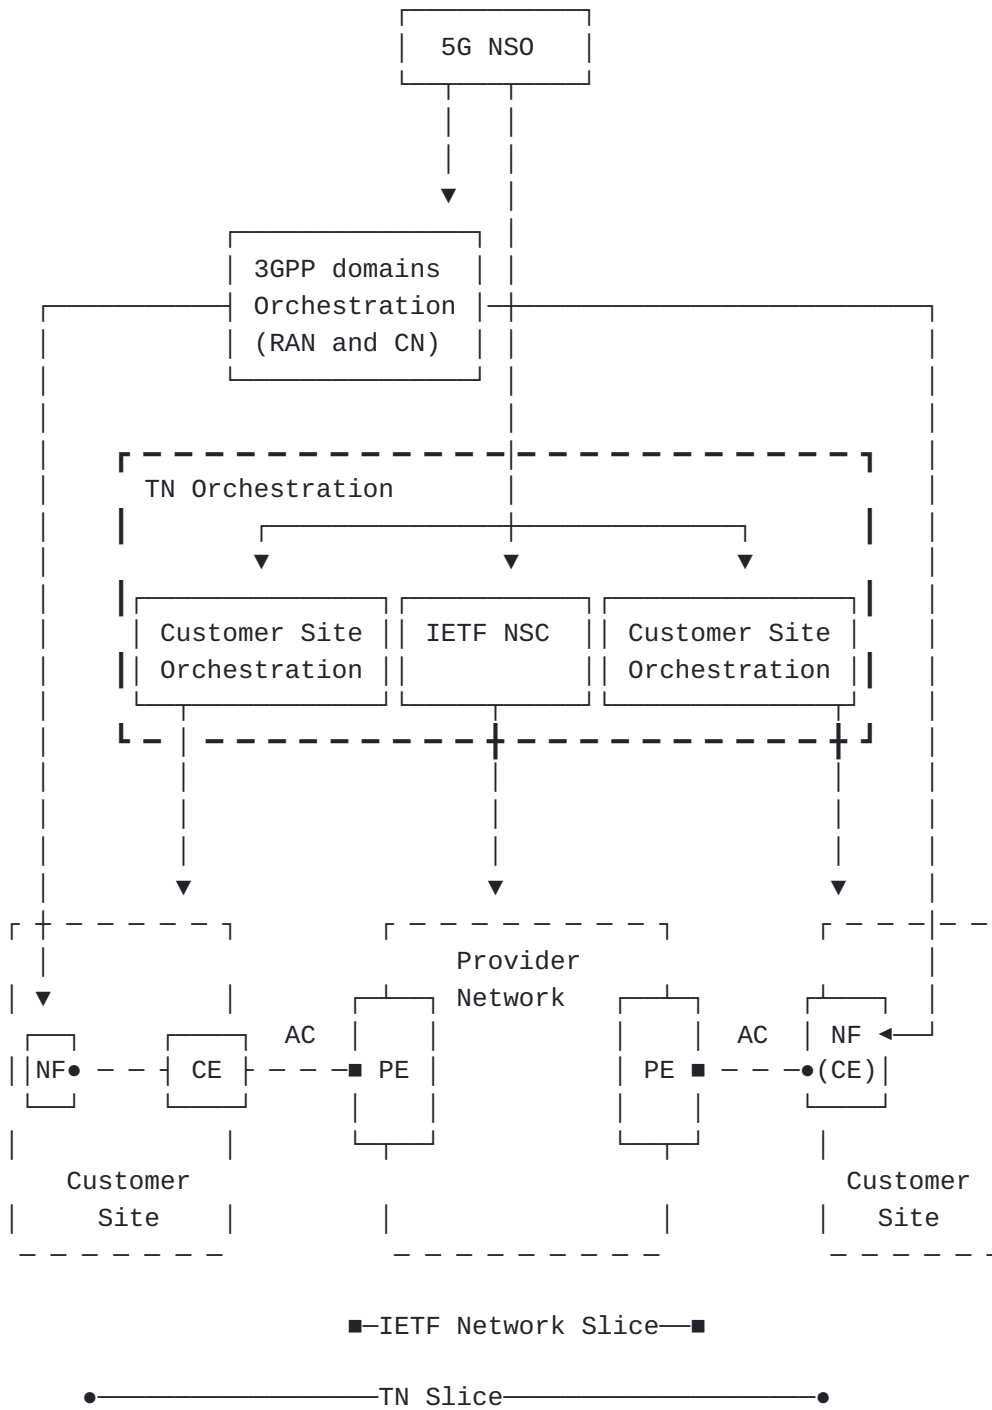 5G NSO
3GPP domains
Orchestration
(RAN and CN)
TN Orchestration
Customer Site
Orchestration
IETF NSC
Customer Site
Orchestration
Provider
Network
AC
AC
NF
NF
CE
PE
PE
(CE)
Customer
Site
Customer
Site
IETF Network Slice
TN Slice